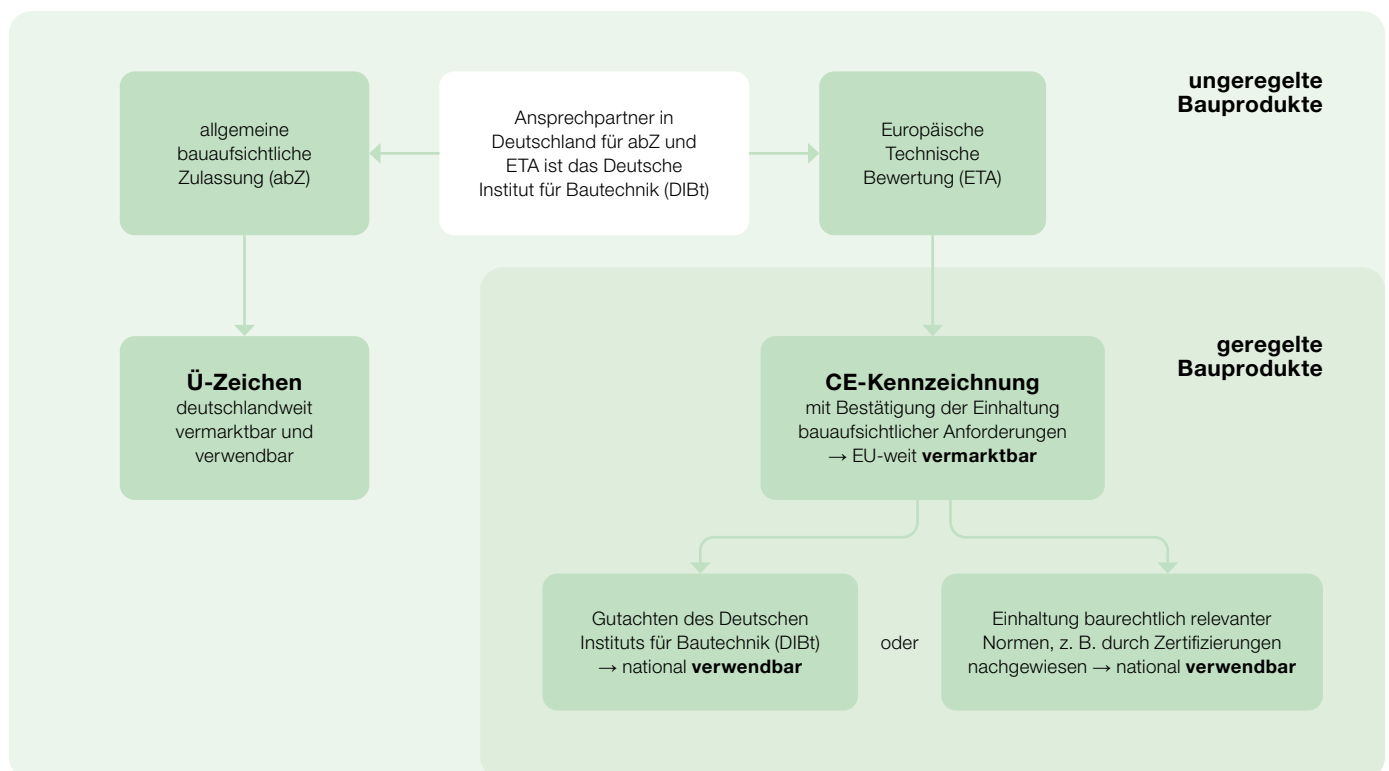 ungeregelte
Bauprodukte
allgemeine
bauaufsichtliche
Zulassung (abZ)
Ansprechpartner in
Deutschland für abZ und
ETA ist das Deutsche
Institut für Bautechnik (DIBt)
Europäische
Technische
Bewertung (ETA)
geregelte
Bauprodukte
Ü-Zeichen
deutschlandweit
vermarktbar und
verwendbar
CE-Kennzeichnung
mit Bestätigung der Einhaltung
bauaufsichtlicher Anforderungen
→ EU-weit vermarktbar
Gutachten des Deutschen
Instituts für Bautechnik (DIBt)
→ national verwendbar
oder
Einhaltung baurechtlich relevanter
Normen, z. B. durch Zertifizierungen
nachgewiesen → national verwendbar